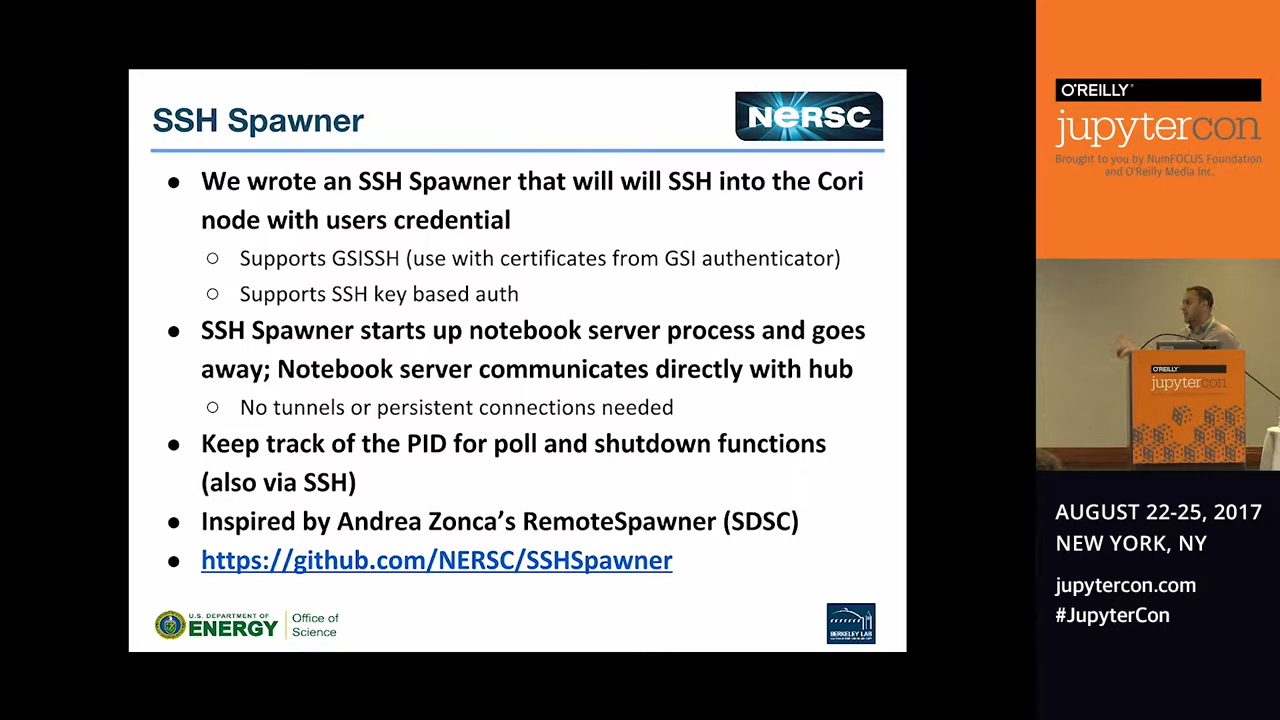 SSH Spawner
NERSC
● We wrote an SSH Spawner that will will SSH into the Cori
node with users credential
○ Supports GSISSH (use with certificates from GSI authenticator)
○ Supports SSH key based auth
● SSH Spawner starts up notebook server process and goes
away; Notebook server communicates directly with hub
○ No tunnels or persistent connections needed
● Keep track of the PID for poll and shutdown functions
(also via SSH)
● Inspired by Andrea Zonca’s RemoteSpawner (SDSC)
● https://github.com/NERSC/SSHSpawner
U.S. DEPARTMENT OF
ENERGY
Office of
Science
BERKELEY LAB
O'REILLY®
jupytercon
Brought to you by NumFOCUS Foundation
and O'Reilly Media Inc.
O'REILLY
jupytercon
AUGUST 22-25, 2017
NEW YORK, NY
jupytercon.com
#JupyterCon